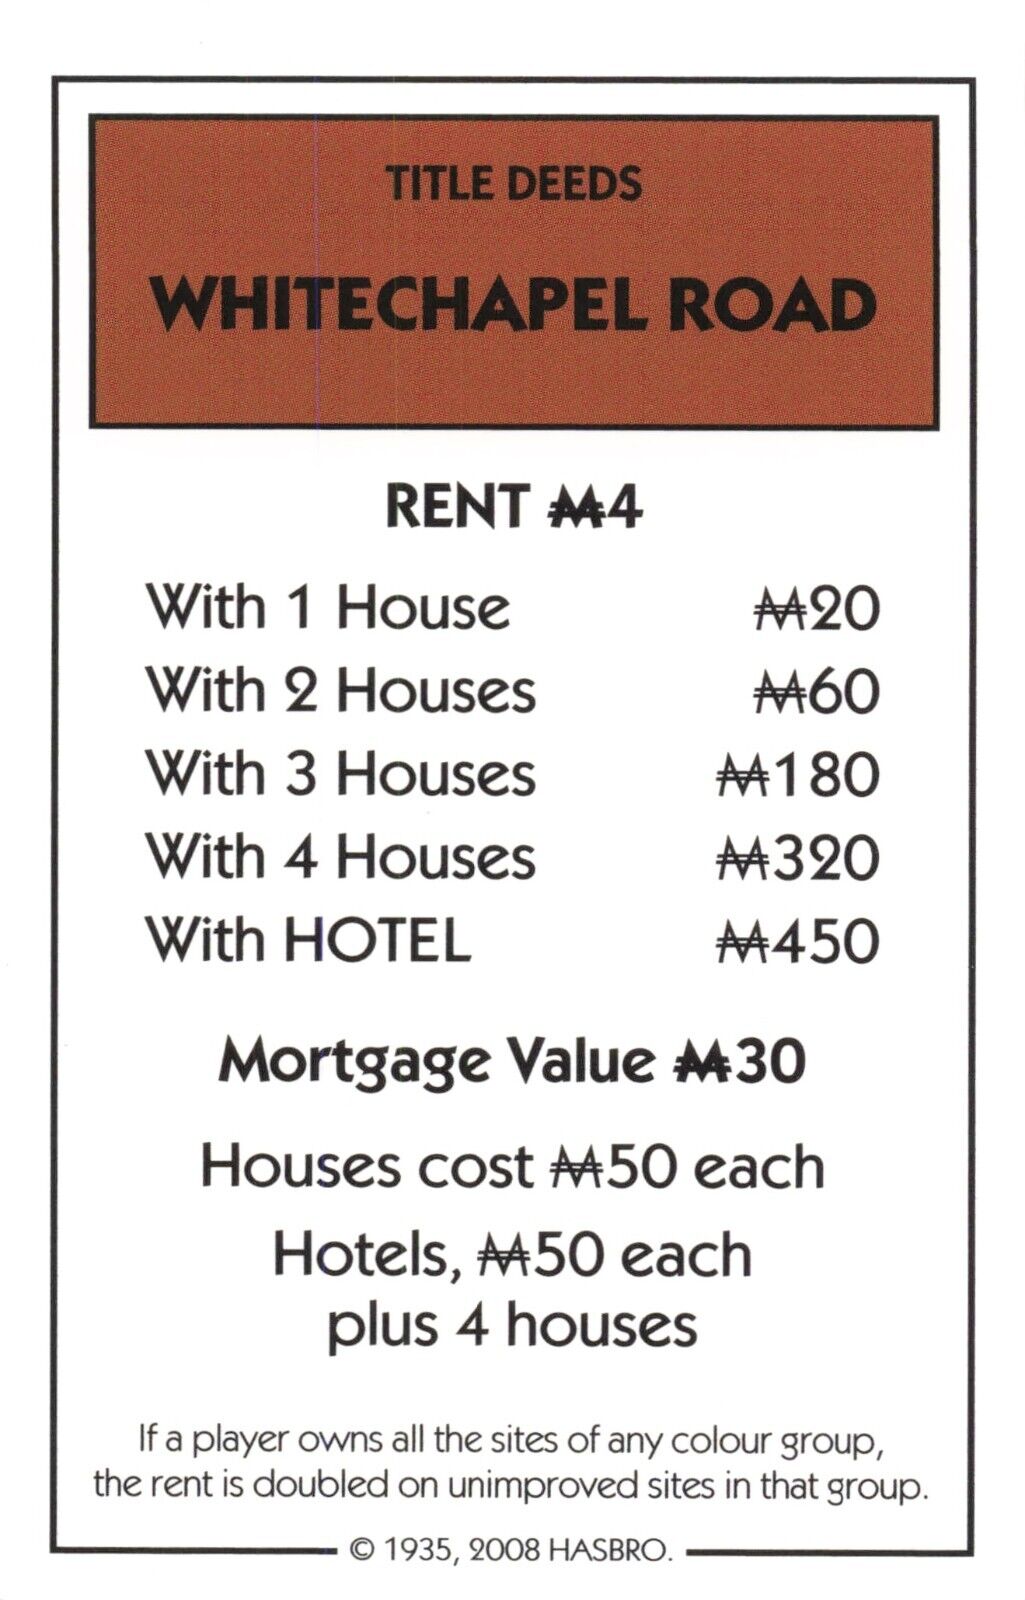 TITLE DEEDS
WHITECHAPEL ROAD
RENT ₩4
With 1 House ₩20
With 2 Houses ₩60
With 3 Houses ₩180
With 4 Houses ₩320
With HOTEL ₩450
Mortgage Value ₩30
Houses cost ₩50 each
Hotels, ₩50 each
plus 4 houses
If a player owns all the sites of any colour group,
the rent is doubled on unimproved sites in that group.
© 1935, 2008 HASBRO.